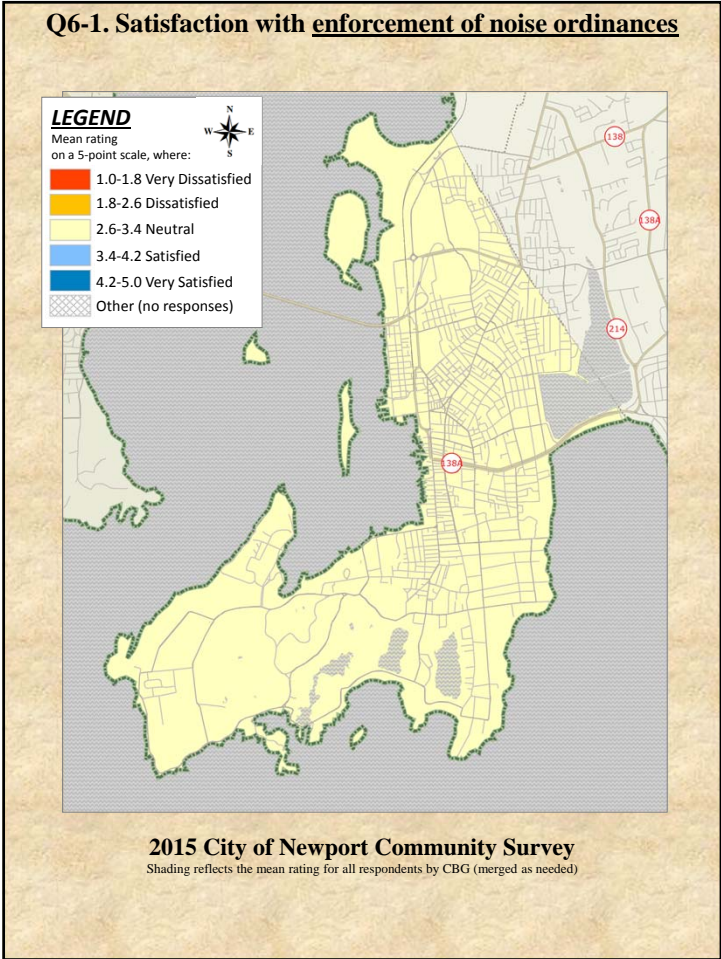 Q6-1. Satisfaction with enforcement of noise ordinances
LEGEND
Mean rating
on a 5-point scale, where:
N
W E
S
1.0-1.8 Very Dissatisfied
1.8-2.6 Dissatisfied
2.6-3.4 Neutral
3.4-4.2 Satisfied
4.2-5.0 Very Satisfied
Other (no responses)
138
138A
214
138A
2015 City of Newport Community Survey
Shading reflects the mean rating for all respondents by CBG (merged as needed)